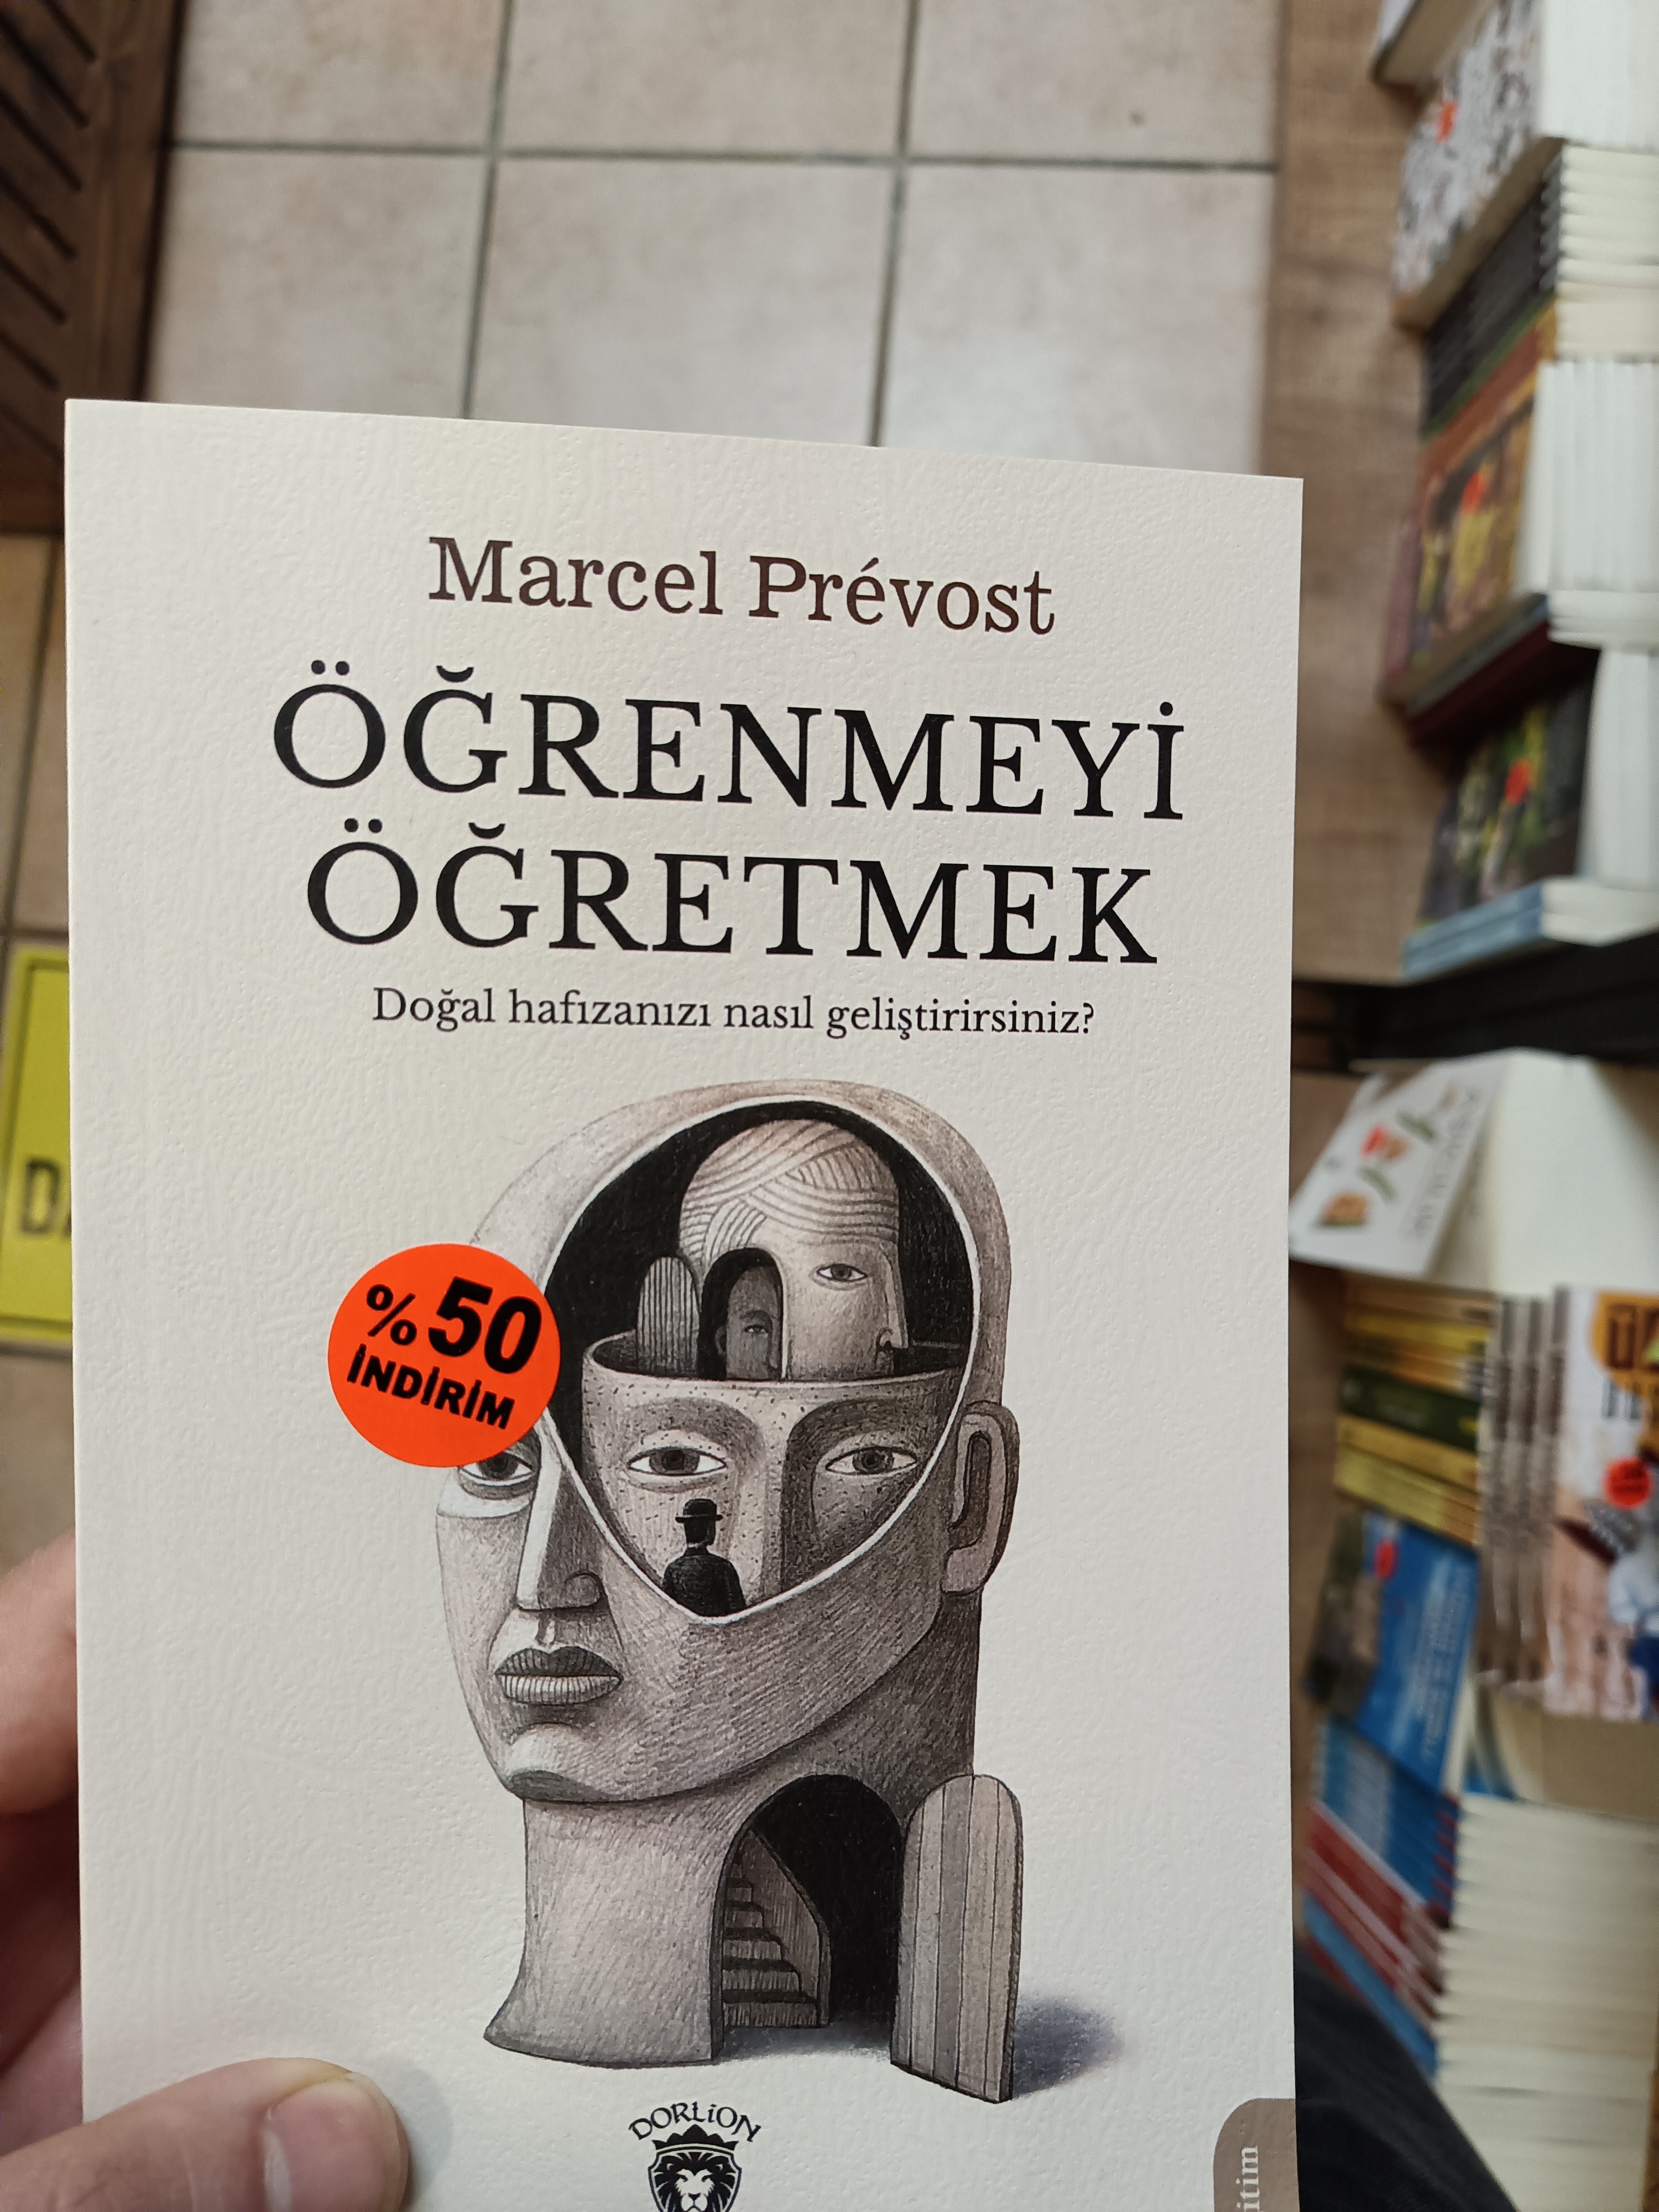 Marcel Prévost
ÖĞRENMEYİ
ÖĞRETMEK
Doğal hafızanızı nasıl geliştirirsiniz?
%50
İNDİRİM
DORLiON